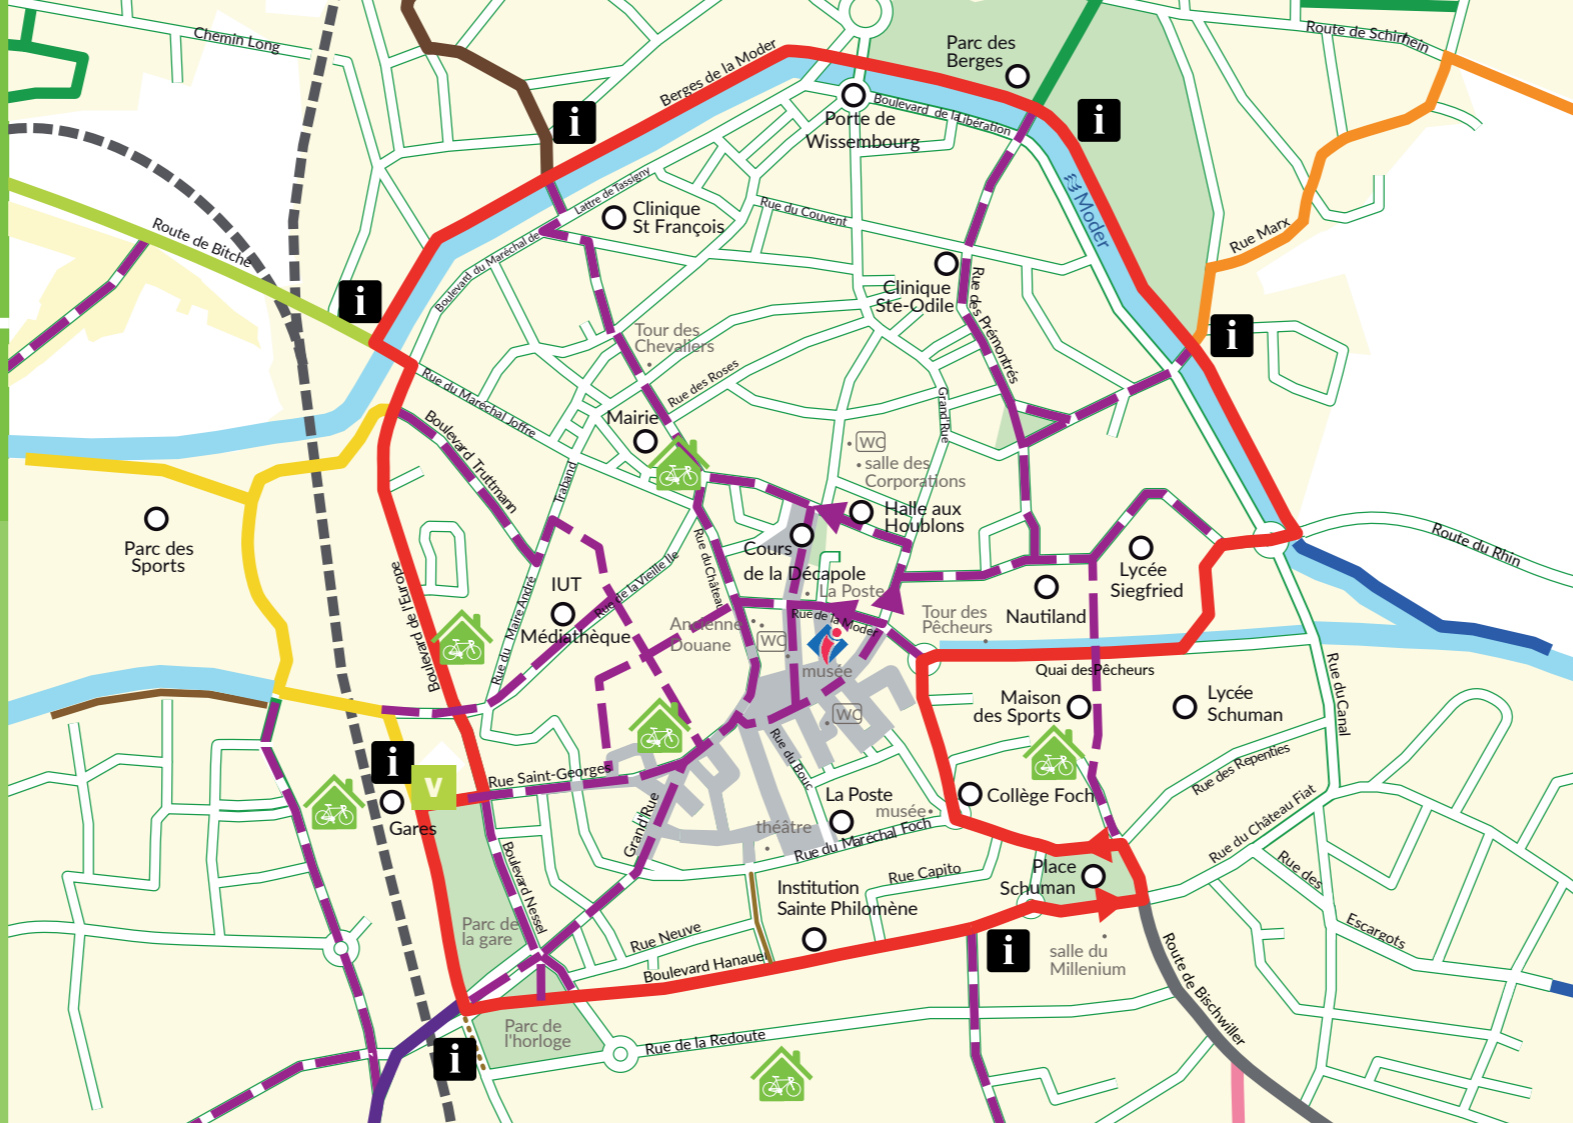 Chemin Long
Berges de la Moder
Parc des
Berges
Route de Schirrhein
i
i
Porte de
Wissembourg
Boulevard de la Libération
Moder
Route de Bitche
Lattre de Tassigny
Boulevard du Maréchal de
Clinique
St François
Rue du Couvent
Rue Marx
Clinique
Ste-Odile
Rue des Prémontrés
i
i
Tour des
Chevaliers
Rue des Roses
Rue du Maréchal Joffre
Mairie
Grand'Rue
Boulevard Truttmann
Traband
WC
salle des
Corporations
Halle aux
Houblons
Parc des
Sports
Cours
de la Décapole
La Poste
Route du Rhin
Lycée
Siegfried
Boulevard de l'Europe
IUT
Médiathèque
Rue de la Vieille Ile
Rue du Château
Rue du Maire André
Nautiland
Ancienne
Douane
WC
Rue de la Moder
Tour des
Pêcheurs
musée
Quai des Pêcheurs
Maison
des Sports
Lycée
Schuman
Rue du Canal
WC
i
V
Rue Saint-Georges
Rue du Bouc
Rue des Repenties
Gares
Grand'Rue
La Poste
musée
Collège Foch
théâtre
Rue du Maréchal Foch
Rue du Château Fiat
Boulevard Nessel
Rue Capito
Place
Schuman
Rue des
Escargots
Institution
Sainte Philomène
Parc de
la gare
Rue Neuve
Boulevard Hanauer
i
salle du
Millenium
Route de Bischwiller
Parc de
l'horloge
Rue de la Redoute
i